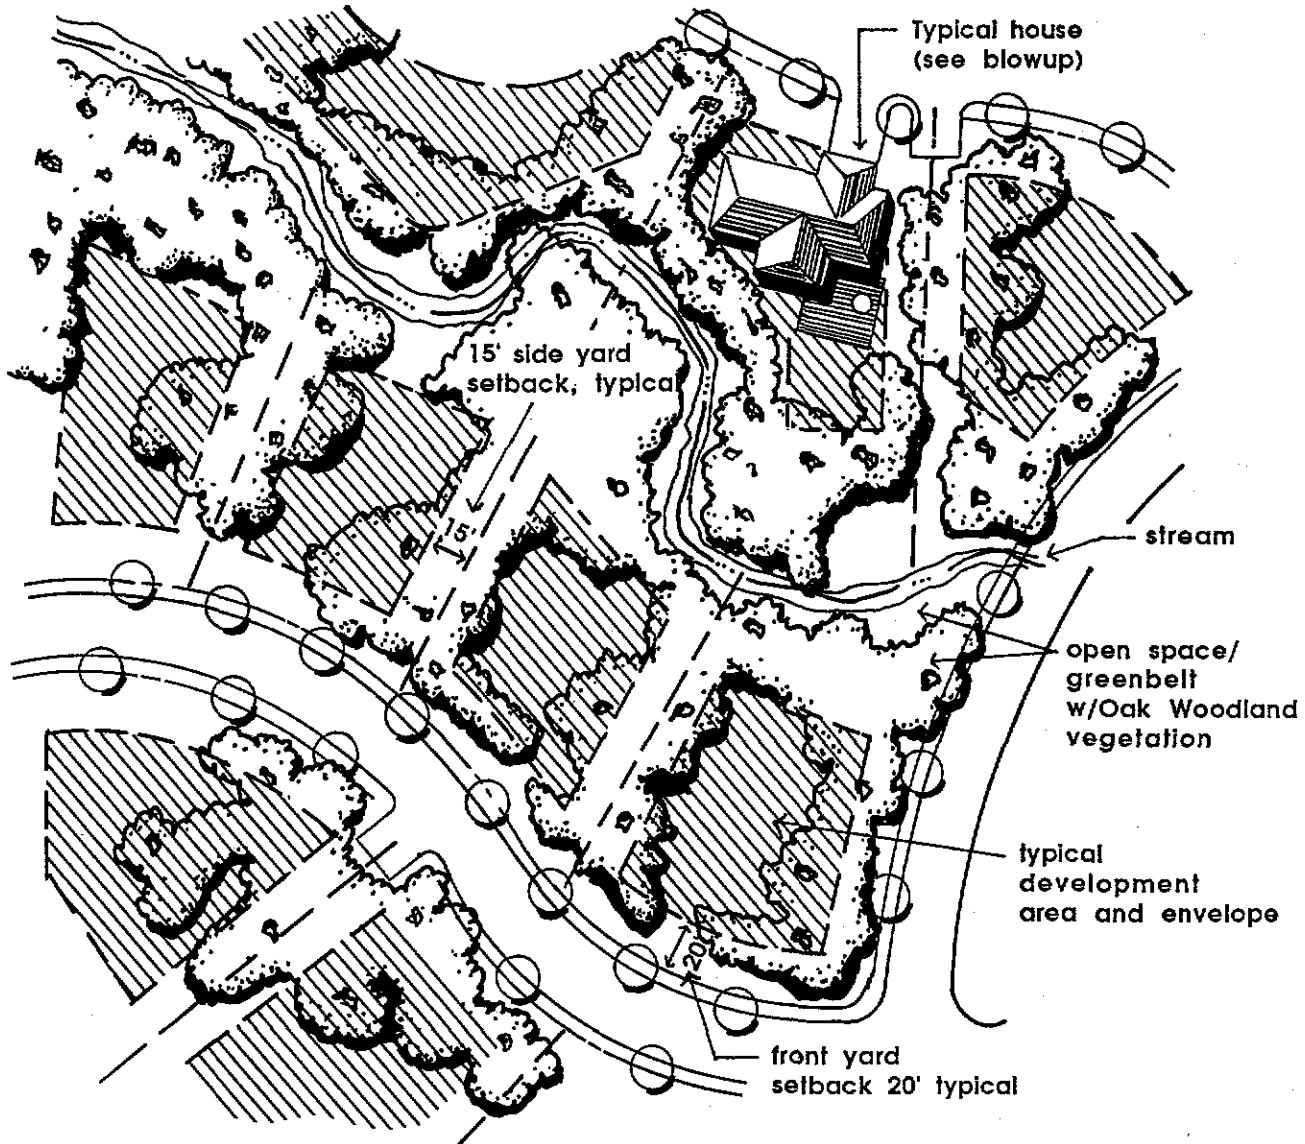 Typical house
(see blowup)
15' side yard
setback, typical
15'
stream
open space/
greenbelt
w/Oak Woodland
vegetation
typical
development
area and envelope
20'
front yard
setback 20' typical